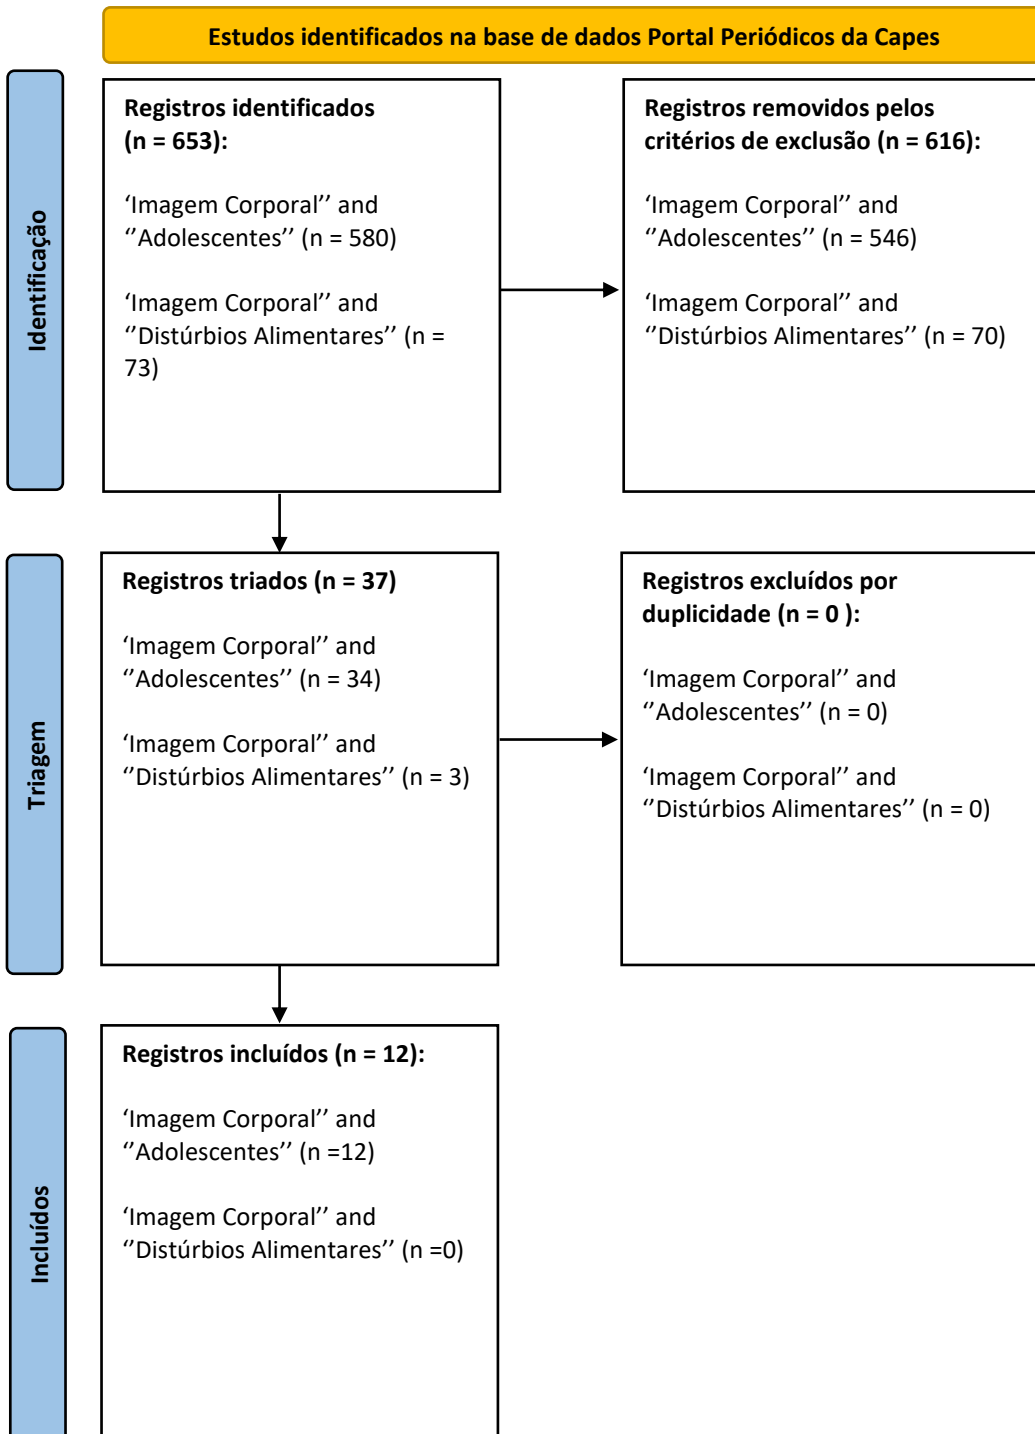 Estudos identificados na base de dados Portal Periódicos da Capes
Identificação
Registros identificados
(n = 653):
‘Imagem Corporal’’ and
‘’Adolescentes’’ (n = 580)
‘Imagem Corporal’’ and
‘’Distúrbios Alimentares’’ (n =
73)
Registros removidos pelos
critérios de exclusão (n = 616):
‘Imagem Corporal’’ and
‘’Adolescentes’’ (n = 546)
‘Imagem Corporal’’ and
‘’Distúrbios Alimentares’’ (n = 70)
Triagem
Registros triados (n = 37)
‘Imagem Corporal’’ and
‘’Adolescentes’’ (n = 34)
‘Imagem Corporal’’ and
‘’Distúrbios Alimentares’’ (n = 3)
Registros excluídos por
duplicidade (n = 0 ):
‘Imagem Corporal’’ and
‘’Adolescentes’’ (n = 0)
‘Imagem Corporal’’ and
‘’Distúrbios Alimentares’’ (n = 0)
Incluídos
Registros incluídos (n = 12):
‘Imagem Corporal’’ and
‘’Adolescentes’’ (n =12)
‘Imagem Corporal’’ and
‘’Distúrbios Alimentares’’ (n =0)